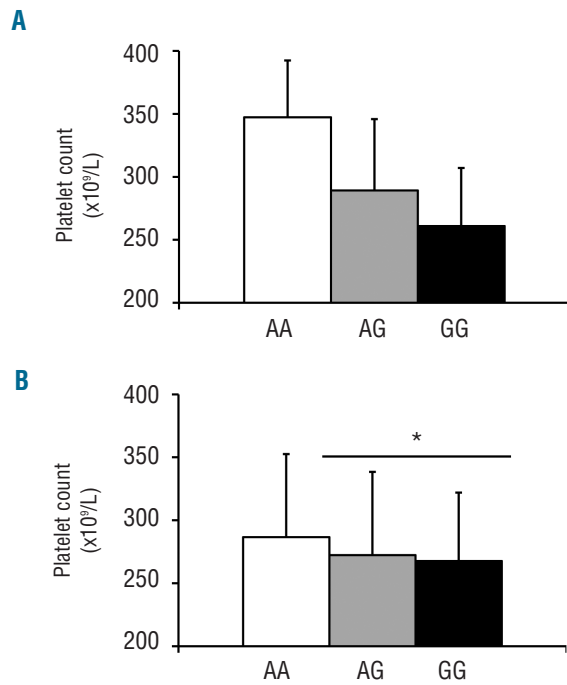 A
400
350
300
250
200
Platelet count
(x10⁹/L)
AA AG GG
B
400
350
300
250
200
Platelet count
(x10⁹/L)
*
AA AG GG